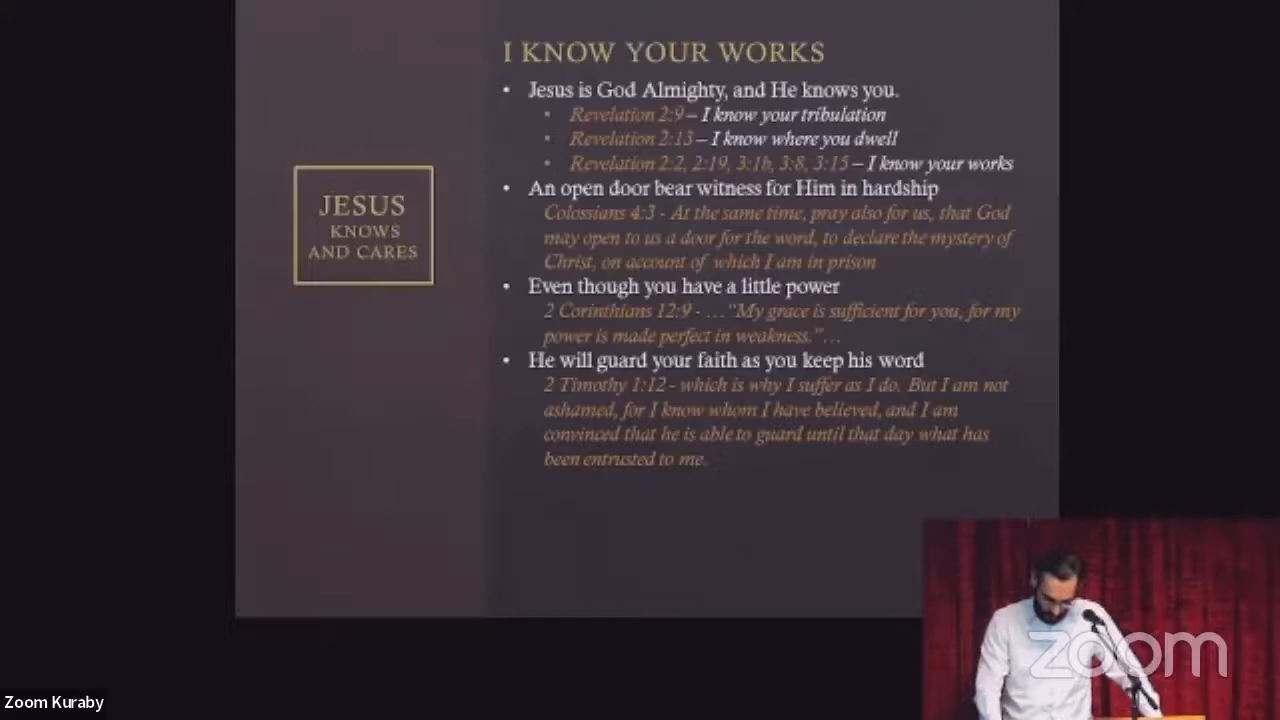 I KNOW YOUR WORKS
• Jesus is God Almighty, and He knows you.
• Revelation 2:9 – I know your tribulation
• Revelation 2:13 – I know where you dwell
• Revelation 2:2, 2:19, 3:1b, 3:8, 3:15 – I know your works
• An open door bear witness for Him in hardship
Colossians 4:3 - At the same time, pray also for us, that God
may open to us a door for the word, to declare the mystery of
Christ, on account of which I am in prison
• Even though you have a little power
2 Corinthians 12:9 - …"My grace is sufficient for you, for my
power is made perfect in weakness."…
• He will guard your faith as you keep his word
2 Timothy 1:12 - which is why I suffer as I do. But I am not
ashamed, for I know whom I have believed, and I am
convinced that he is able to guard until that day what has
been entrusted to me.
JESUS
KNOWS
AND CARES
zoom
Zoom Kuraby